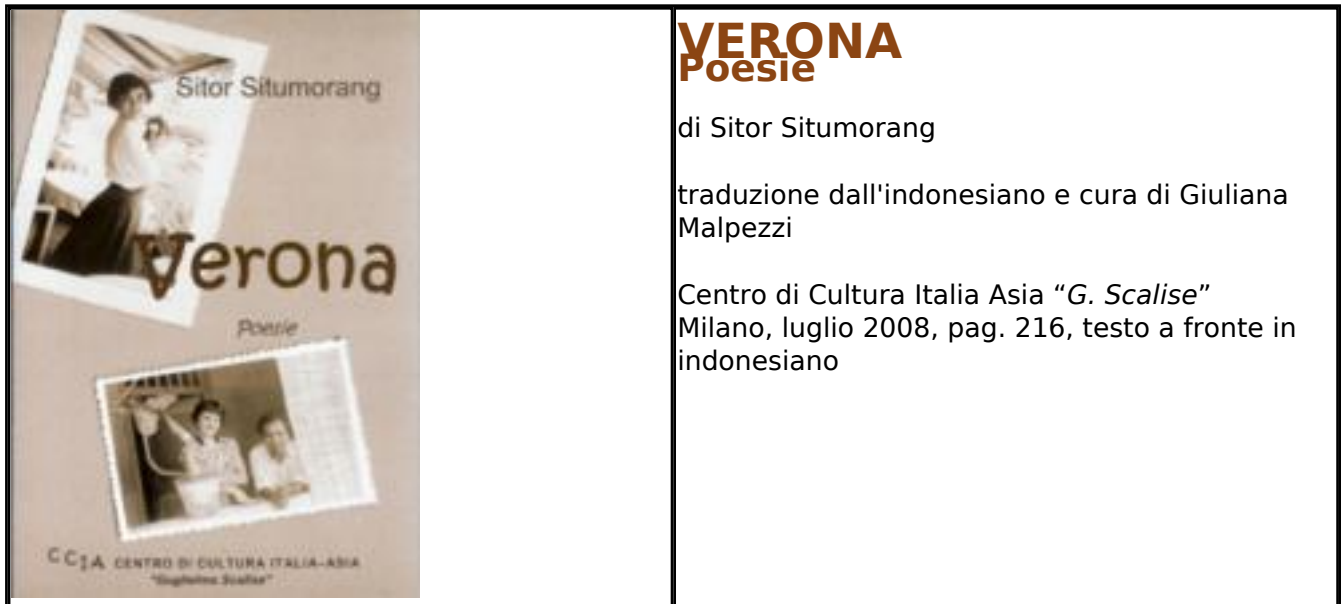 Sitor Situmorang
Verona
Poesie
CCIA CENTRO DI CULTURA ITALIA-ASIA
"Guglielmo Scalise"
VERONA
Poesie
di Sitor Situmorang
traduzione dall'indonesiano e cura di Giuliana
Malpezzi
Centro di Cultura Italia Asia “G. Scalise”
Milano, luglio 2008, pag. 216, testo a fronte in
indonesiano